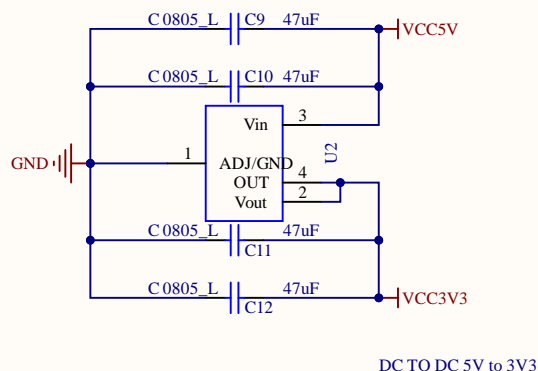 C 0805_L C9 47uF VCC5V
C 0805_L C10 47uF
Vin 3
1 ADJ/GND U2
GND
OUT 4
Vout 2
C 0805_L C11 47uF
C 0805_L C12 47uF VCC3V3
DC TO DC 5V to 3V3